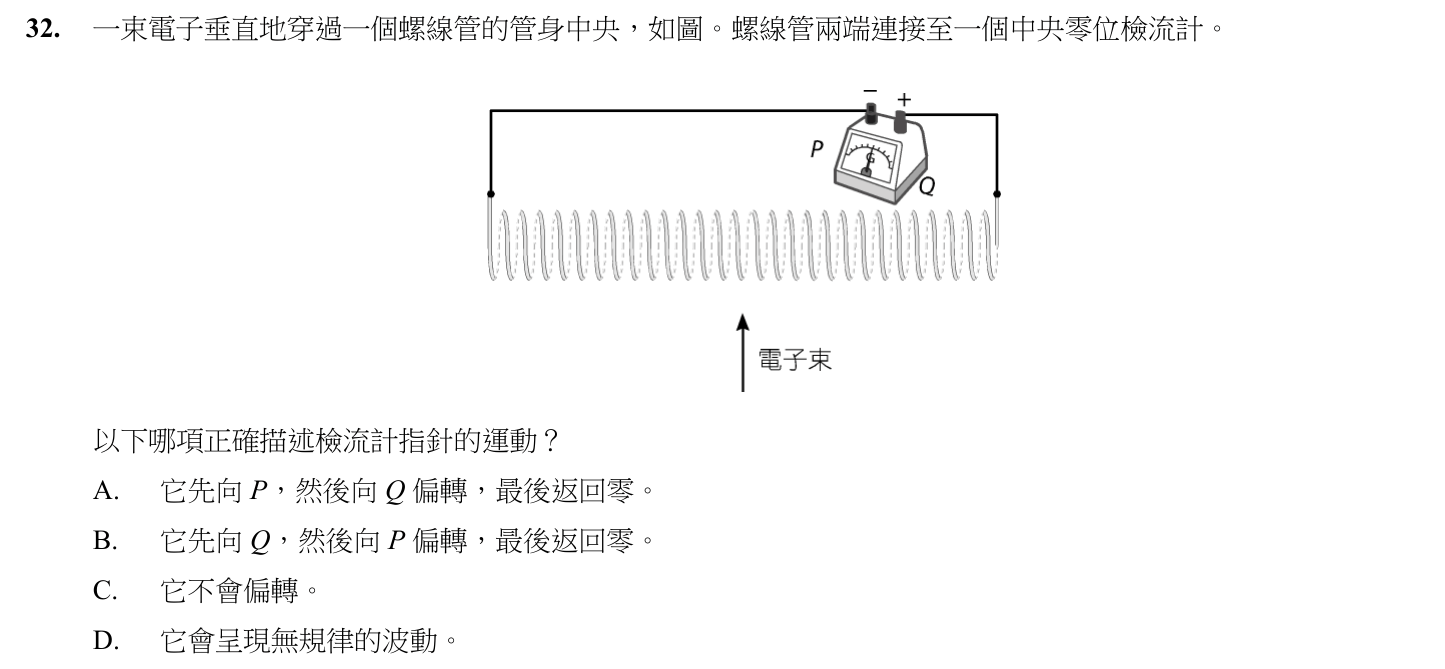 32. 一束電子垂直地穿過一個螺線管的管身中央，如圖。螺線管兩端連接至一個中央零位檢流計。
− +
P
G
Q
電子束
以下哪項正確描述檢流計指針的運動？
A. 它先向 P，然後向 Q 偏轉，最後返回零。
B. 它先向 Q，然後向 P 偏轉，最後返回零。
C. 它不會偏轉。
D. 它會呈現無規律的波動。